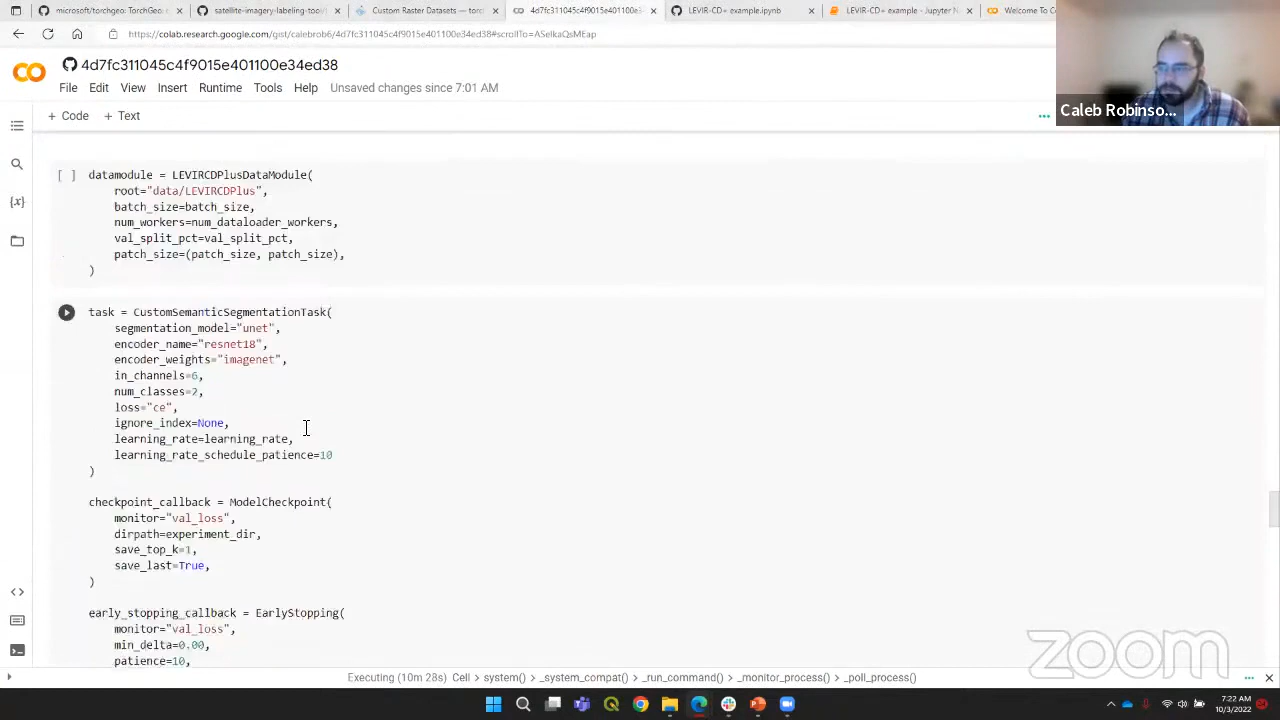 microsoft/torchgeo: TorchGeo:
satellite-imagery-labeling-tool/
Custom Raster Datasets — torc
4d7fc311045c4f9015e401100e34ed
LEVIR-CD+ example.ipynb
LEVIR-CD+ example - Jupyter N
Welcome To C
https://colab.research.google.com/gist/calebrob6/4d7fc311045c4f9015e401100e34ed38#scrollTo=ASelkaQsMEap
4d7fc311045c4f9015e401100e34ed38
File Edit View Insert Runtime Tools Help Unsaved changes since 7:01 AM
Caleb Robinso...
+ Code + Text
[ ] datamodule = LEVIRCDPlusDataModule(
root="data/LEVIRCDPlus",
batch_size=batch_size,
num_workers=num_dataloader_workers,
val_split_pct=val_split_pct,
patch_size=(patch_size, patch_size),
)
task = CustomSemanticSegmentationTask(
segmentation_model="unet",
encoder_name="resnet18",
encoder_weights="imagenet",
in_channels=6,
num_classes=2,
loss="ce",
ignore_index=None,
learning_rate=learning_rate,
learning_rate_schedule_patience=10
)
checkpoint_callback = ModelCheckpoint(
monitor="val_loss",
dirpath=experiment_dir,
save_top_k=1,
save_last=True,
)
early_stopping_callback = EarlyStopping(
monitor="val_loss",
min_delta=0.00,
patience=10,
zoom
Executing (10m 28s) Cell > system() > _system_compat() > _run_command() > _monitor_process() > _poll_process()
7:22 AM
10/3/2022